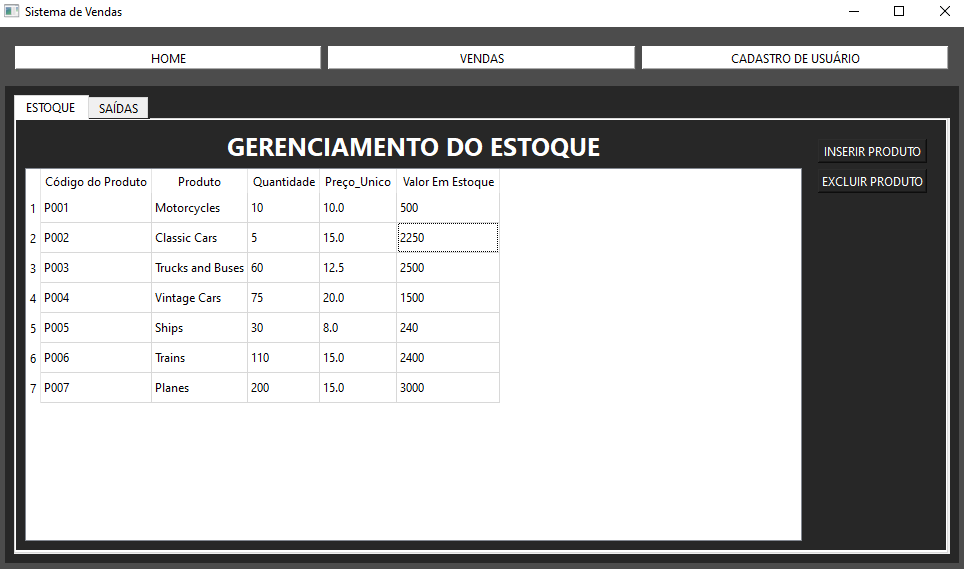 Sistema de Vendas
HOME VENDAS CADASTRO DE USUÁRIO
ESTOQUE SAÍDAS
GERENCIAMENTO DO ESTOQUE
INSERIR PRODUTO
EXCLUIR PRODUTO
Código do Produto Produto Quantidade Preço_Unico Valor Em Estoque
1 P001 Motorcycles 10 10.0 500
2 P002 Classic Cars 5 15.0 2250
3 P003 Trucks and Buses 60 12.5 2500
4 P004 Vintage Cars 75 20.0 1500
5 P005 Ships 30 8.0 240
6 P006 Trains 110 15.0 2400
7 P007 Planes 200 15.0 3000